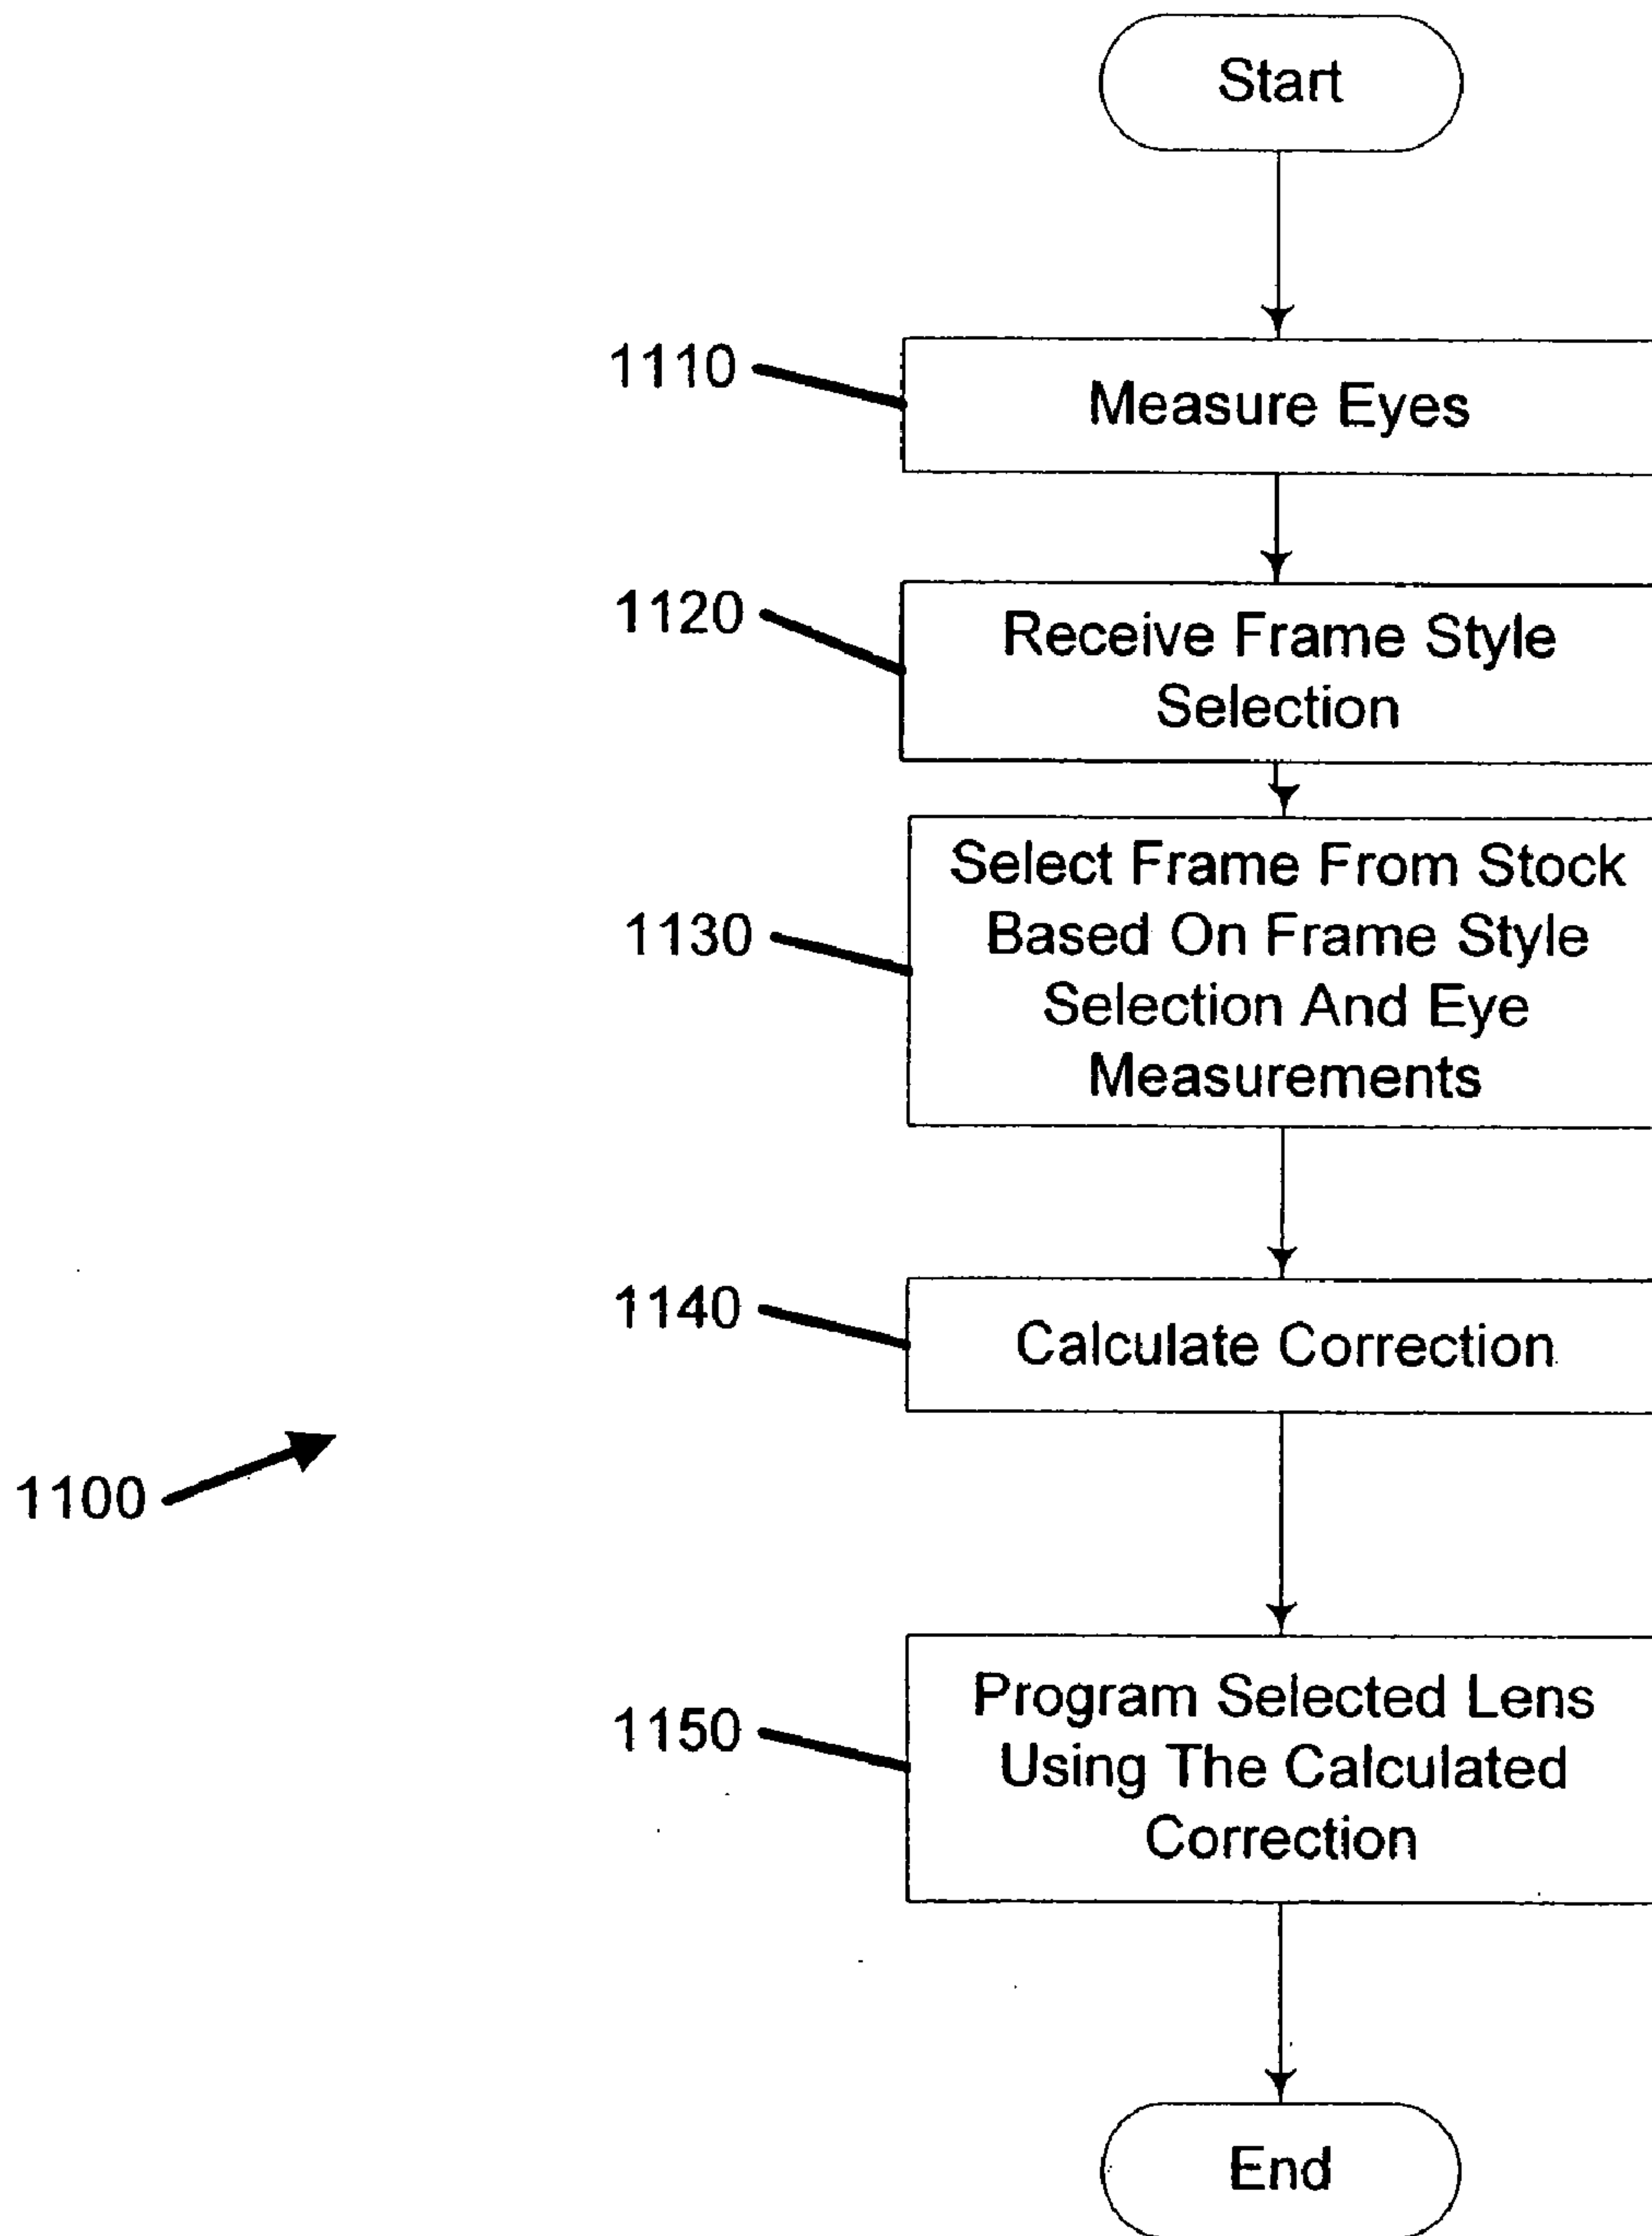 Start
1110
Measure Eyes
1120
Receive Frame Style
Selection
1130
Select Frame From Stock
Based On Frame Style
Selection And Eye
Measurements
1140
Calculate Correction
1100
1150
Program Selected Lens
Using The Calculated
Correction
End